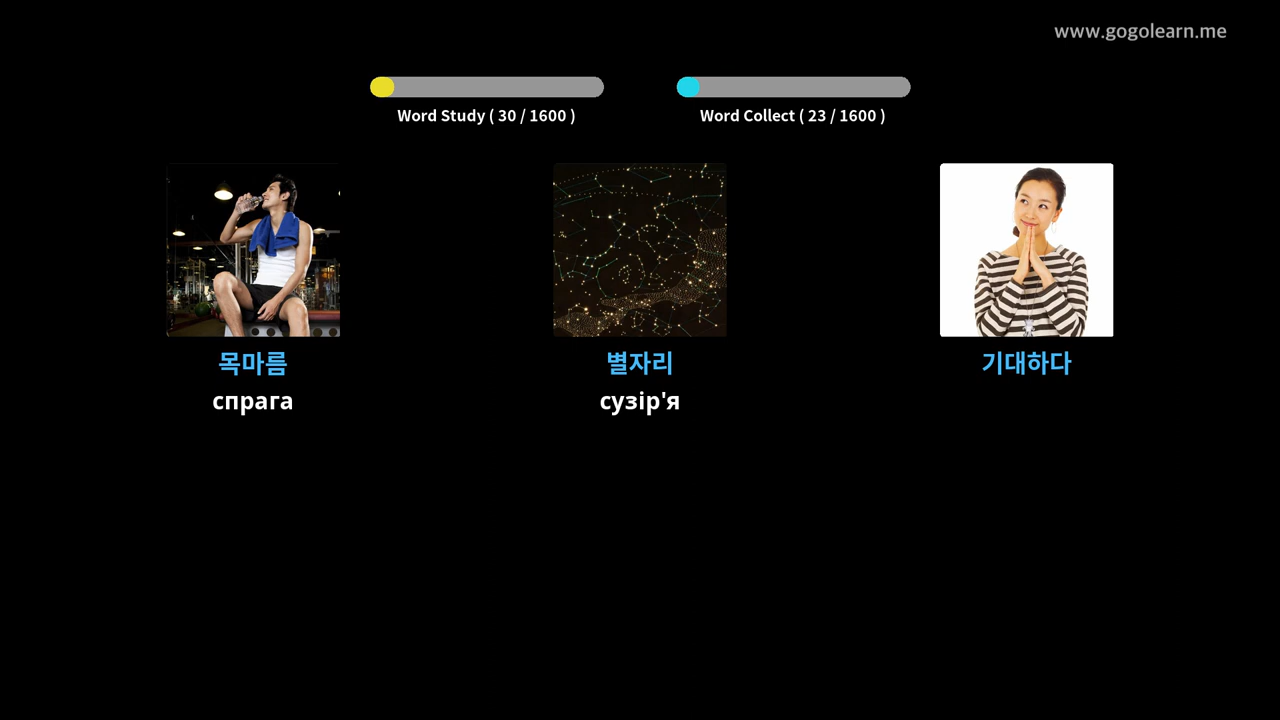 www.gogolearn.me
Word Study ( 30 / 1600 )
Word Collect ( 23 / 1600 )
목마름
별자리
기대하다
спрага
сузір'я